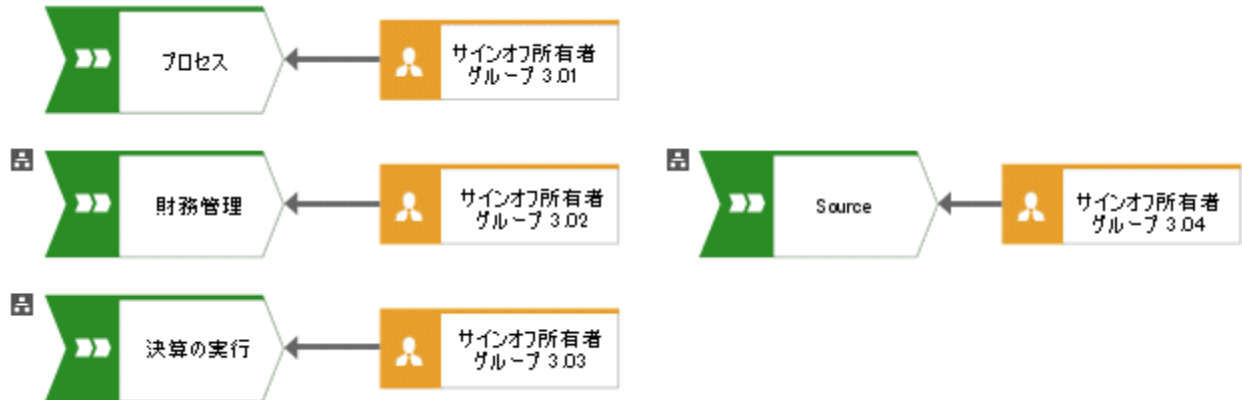 プロセス
サインオフ所有者
グループ 3.01
財務管理
サインオフ所有者
グループ 3.02
Source
サインオフ所有者
グループ 3.04
決算の実行
サインオフ所有者
グループ 3.03